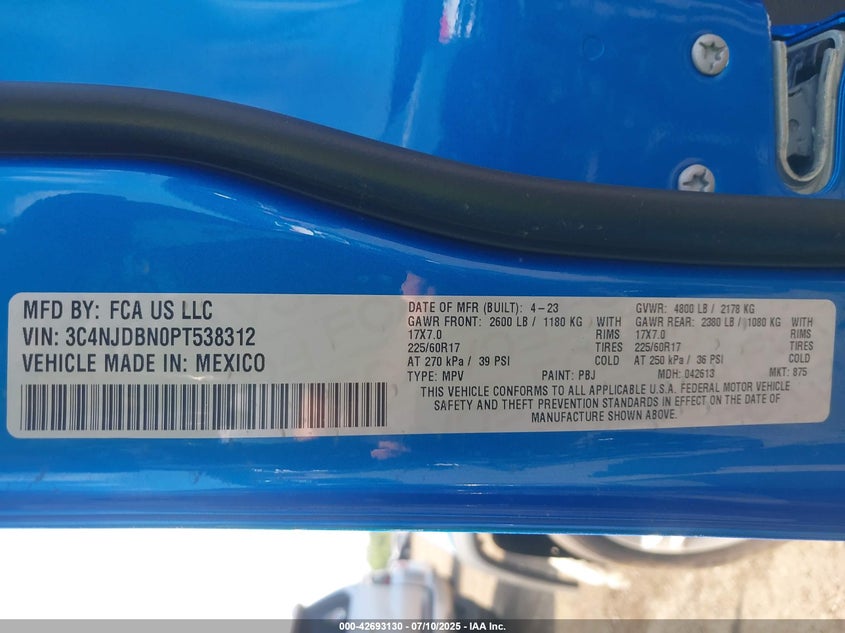 MFD BY: FCA US LLC
VIN: 3C4NJDBN0PT538312
VEHICLE MADE IN: MEXICO
DATE OF MFR (BUILT): 4-23 GVWR: 4800 LB / 2178 KG
GAWR FRONT: 2600 LB / 1180 KG WITH GAWR REAR: 2380 LB / 1080 KG WITH
17X7.0 RIMS 17X7.0 RIMS
225/60R17 TIRES 225/60R17 TIRES
AT 270 kPa / 39 PSI COLD AT 250 kPa / 36 PSI COLD
TYPE: MPV PAINT: PBJ MDH: 042613 MKT: 875
THIS VEHICLE CONFORMS TO ALL APPLICABLE U.S.A. FEDERAL MOTOR VEHICLE
SAFETY AND THEFT PREVENTION STANDARDS IN EFFECT ON THE DATE OF
MANUFACTURE SHOWN ABOVE.
000-42693130 - 07/10/2025 - IAA Inc.